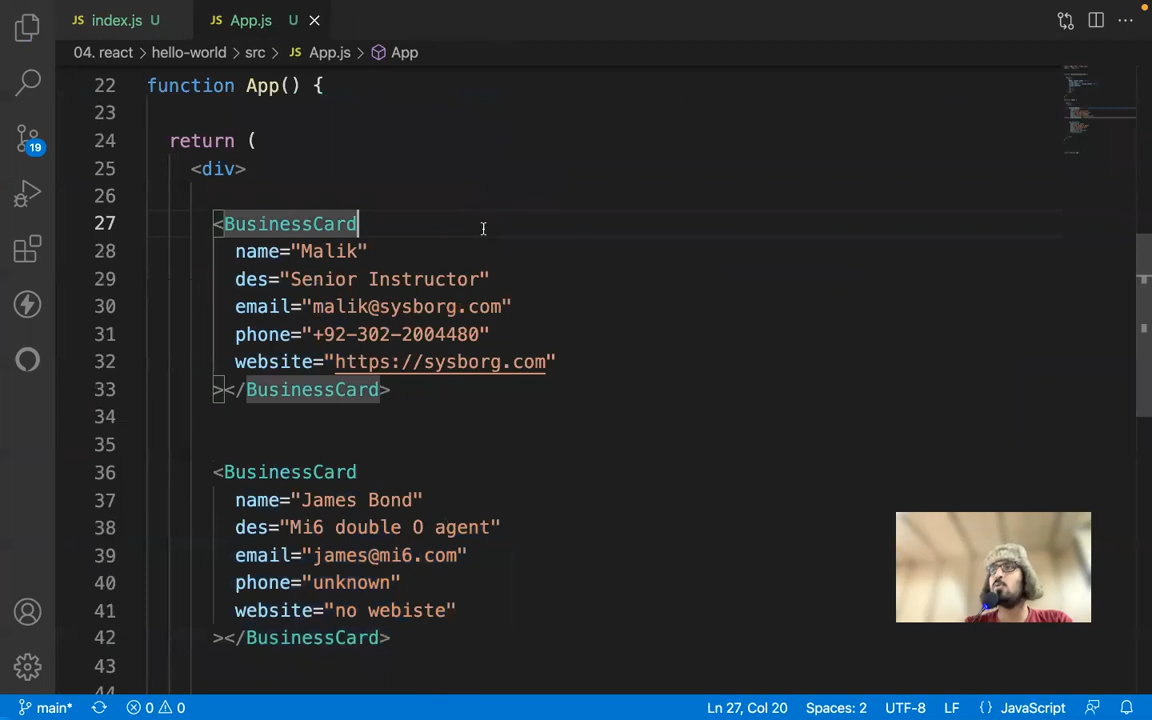 JS index.js U JS App.js U
04. react > hello-world > src > JS App.js > App
22 function App() {
23
24 return (
25 <div>
26
27 <BusinessCard
28 name="Malik"
29 des="Senior Instructor"
30 email="malik@sysborg.com"
31 phone="+92-302-2004480"
32 website="https://sysborg.com"
33 ></BusinessCard>
34
35
36 <BusinessCard
37 name="James Bond"
38 des="Mi6 double O agent"
39 email="james@mi6.com"
40 phone="unknown"
41 website="no webiste"
42 ></BusinessCard>
43
44
19
main* 0 0 Ln 27, Col 20 Spaces: 2 UTF-8 LF {} JavaScript